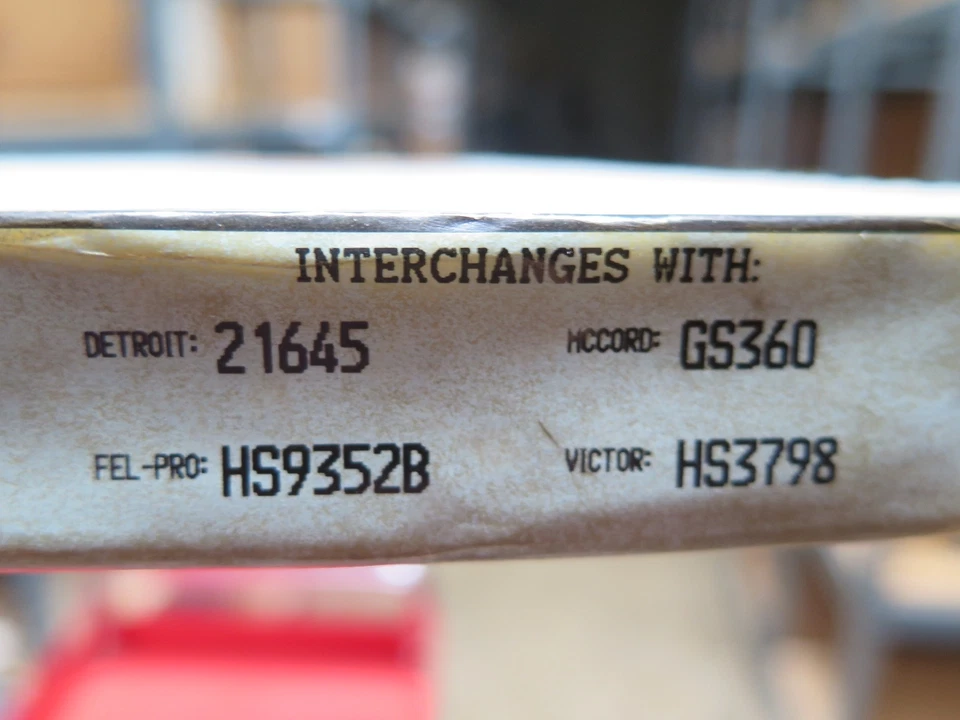 INTERCHANGES WITH:
DETROIT: 21645 MCCORD: GS360
FEL-PRO: HS9352B VICTOR: HS3798